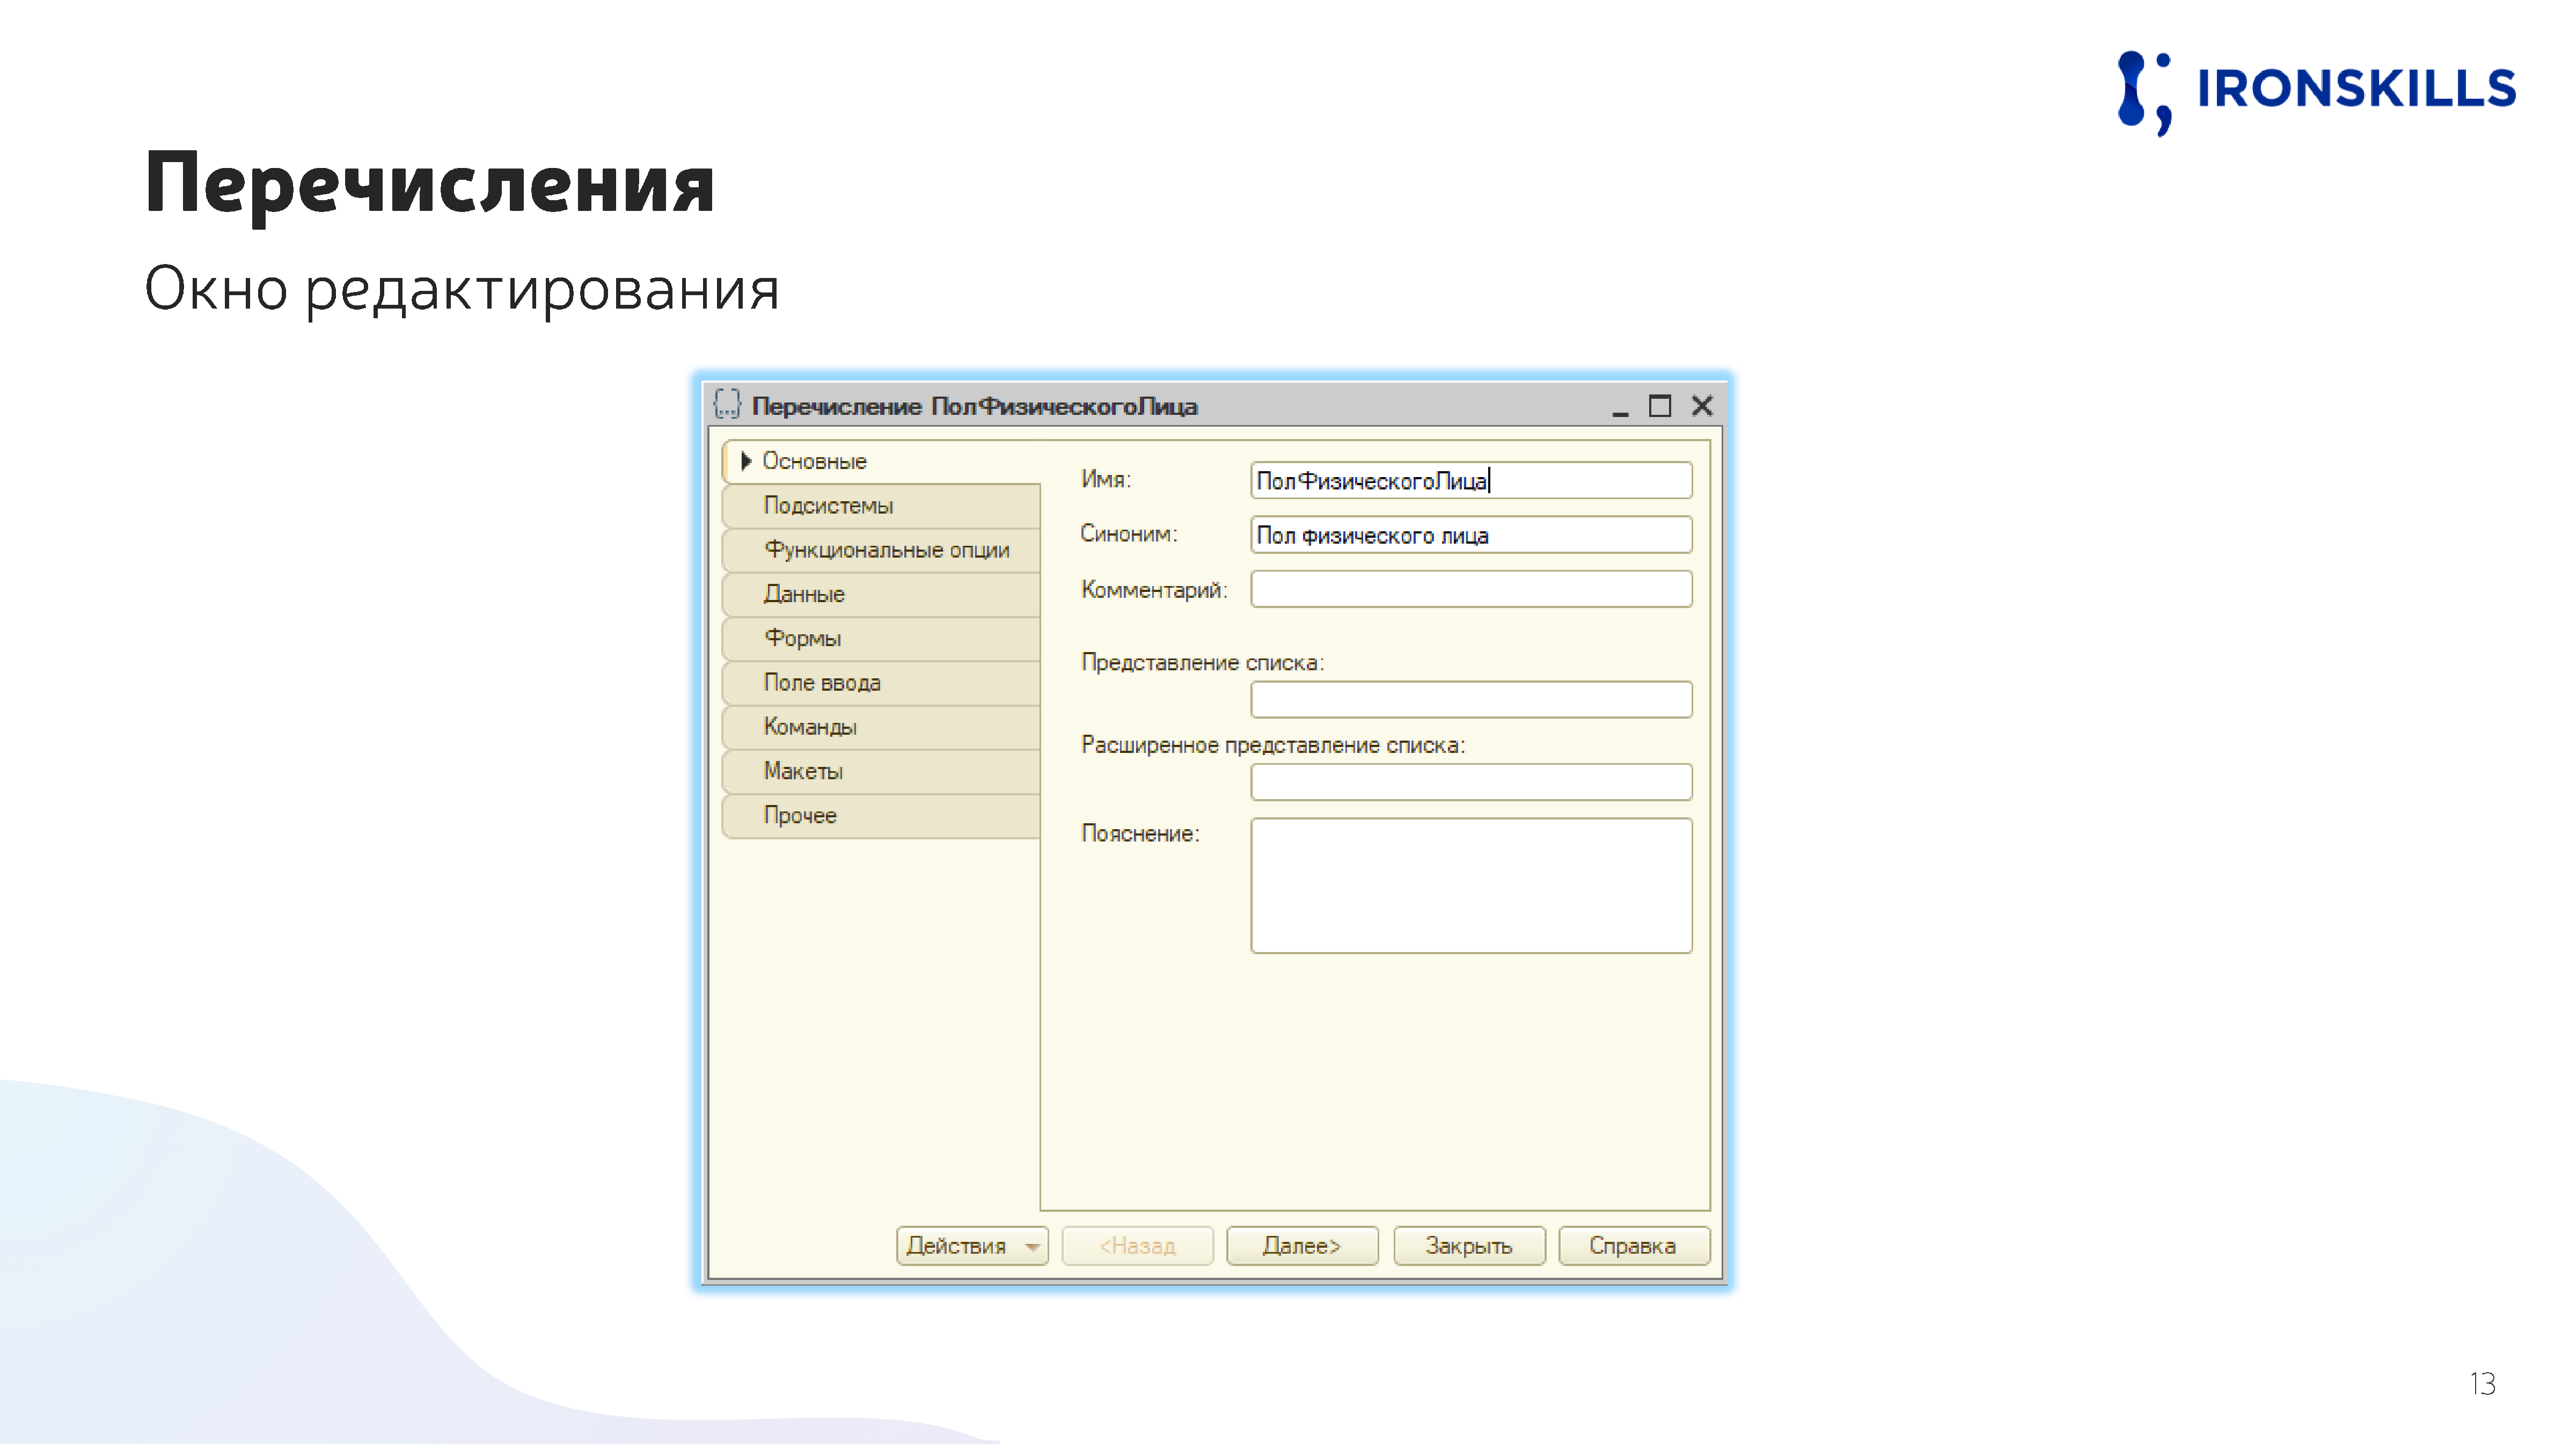 IRONSKILLS
Перечисления
Окно редактирования
Перечисление ПолФизическогоЛица
Основные
Подсистемы
Функциональные опции
Данные
Формы
Поле ввода
Команды
Макеты
Прочее
Имя: ПолФизическогоЛица
Синоним: Пол физического лица
Комментарий:
Представление списка:
Расширенное представление списка:
Пояснение:
Действия <Назад Далее> Закрыть Справка
13